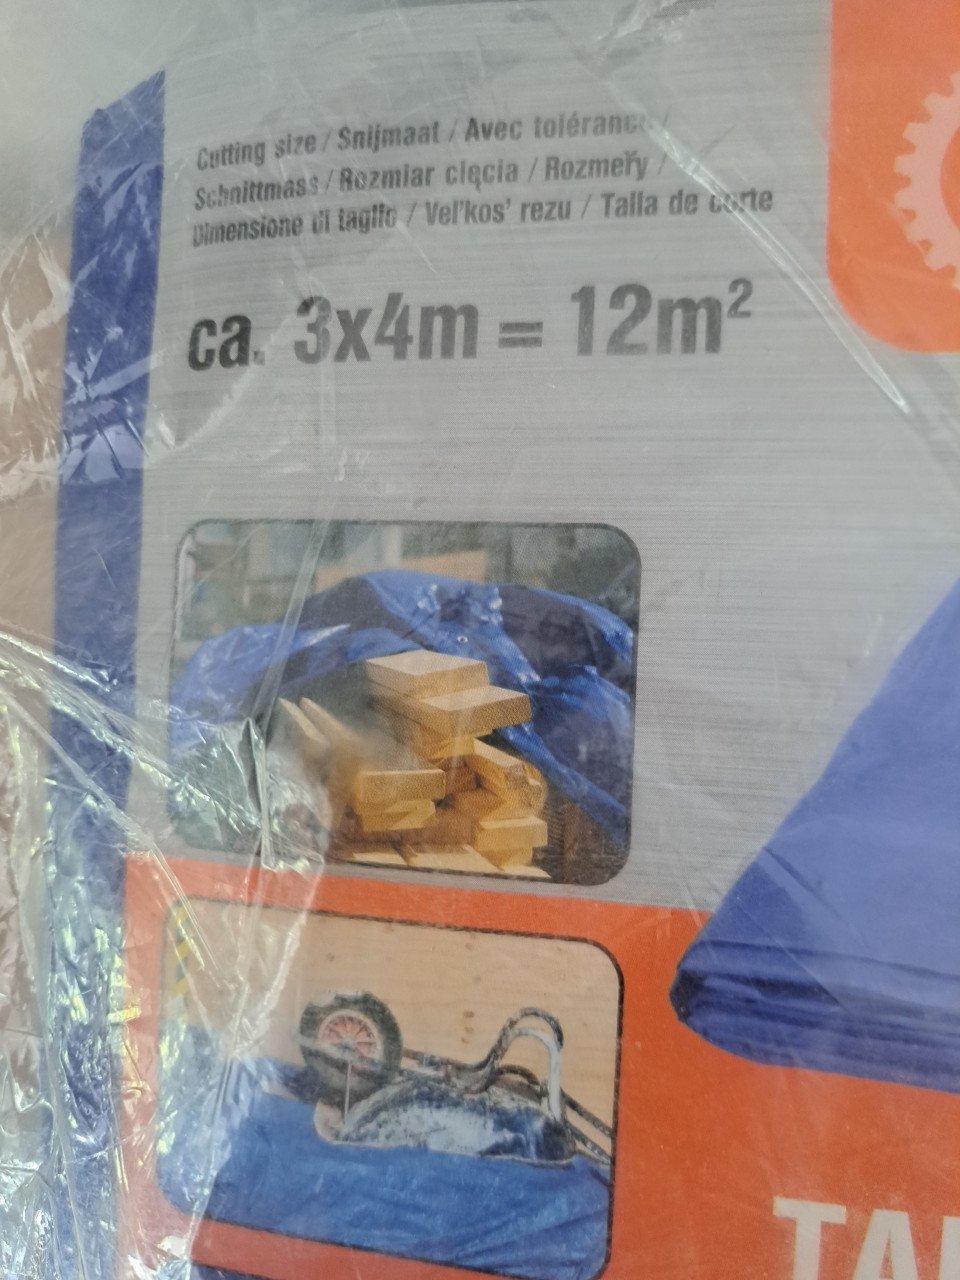 Cutting size / Snijmaat / Avec tolérance /
Schnittmass / Rozmiar cięcia / Rozmeřy /
Dimensione di taglio / Vel'kos' rezu / Talla de corte
ca. 3x4m = 12m²